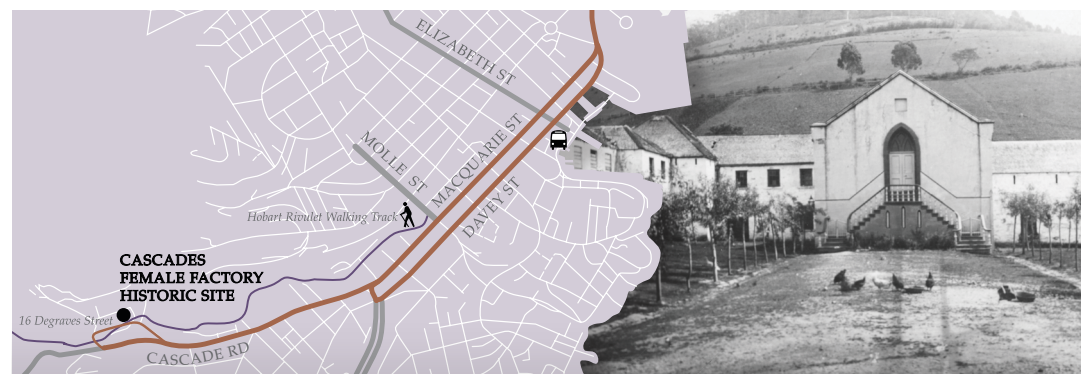 ELIZABETH ST
MOLLE ST
MACQUARIE ST
DAVEY ST
Hobart Rivulet Walking Track
CASCADES
FEMALE FACTORY
HISTORIC SITE
16 Degraves Street
CASCADE RD